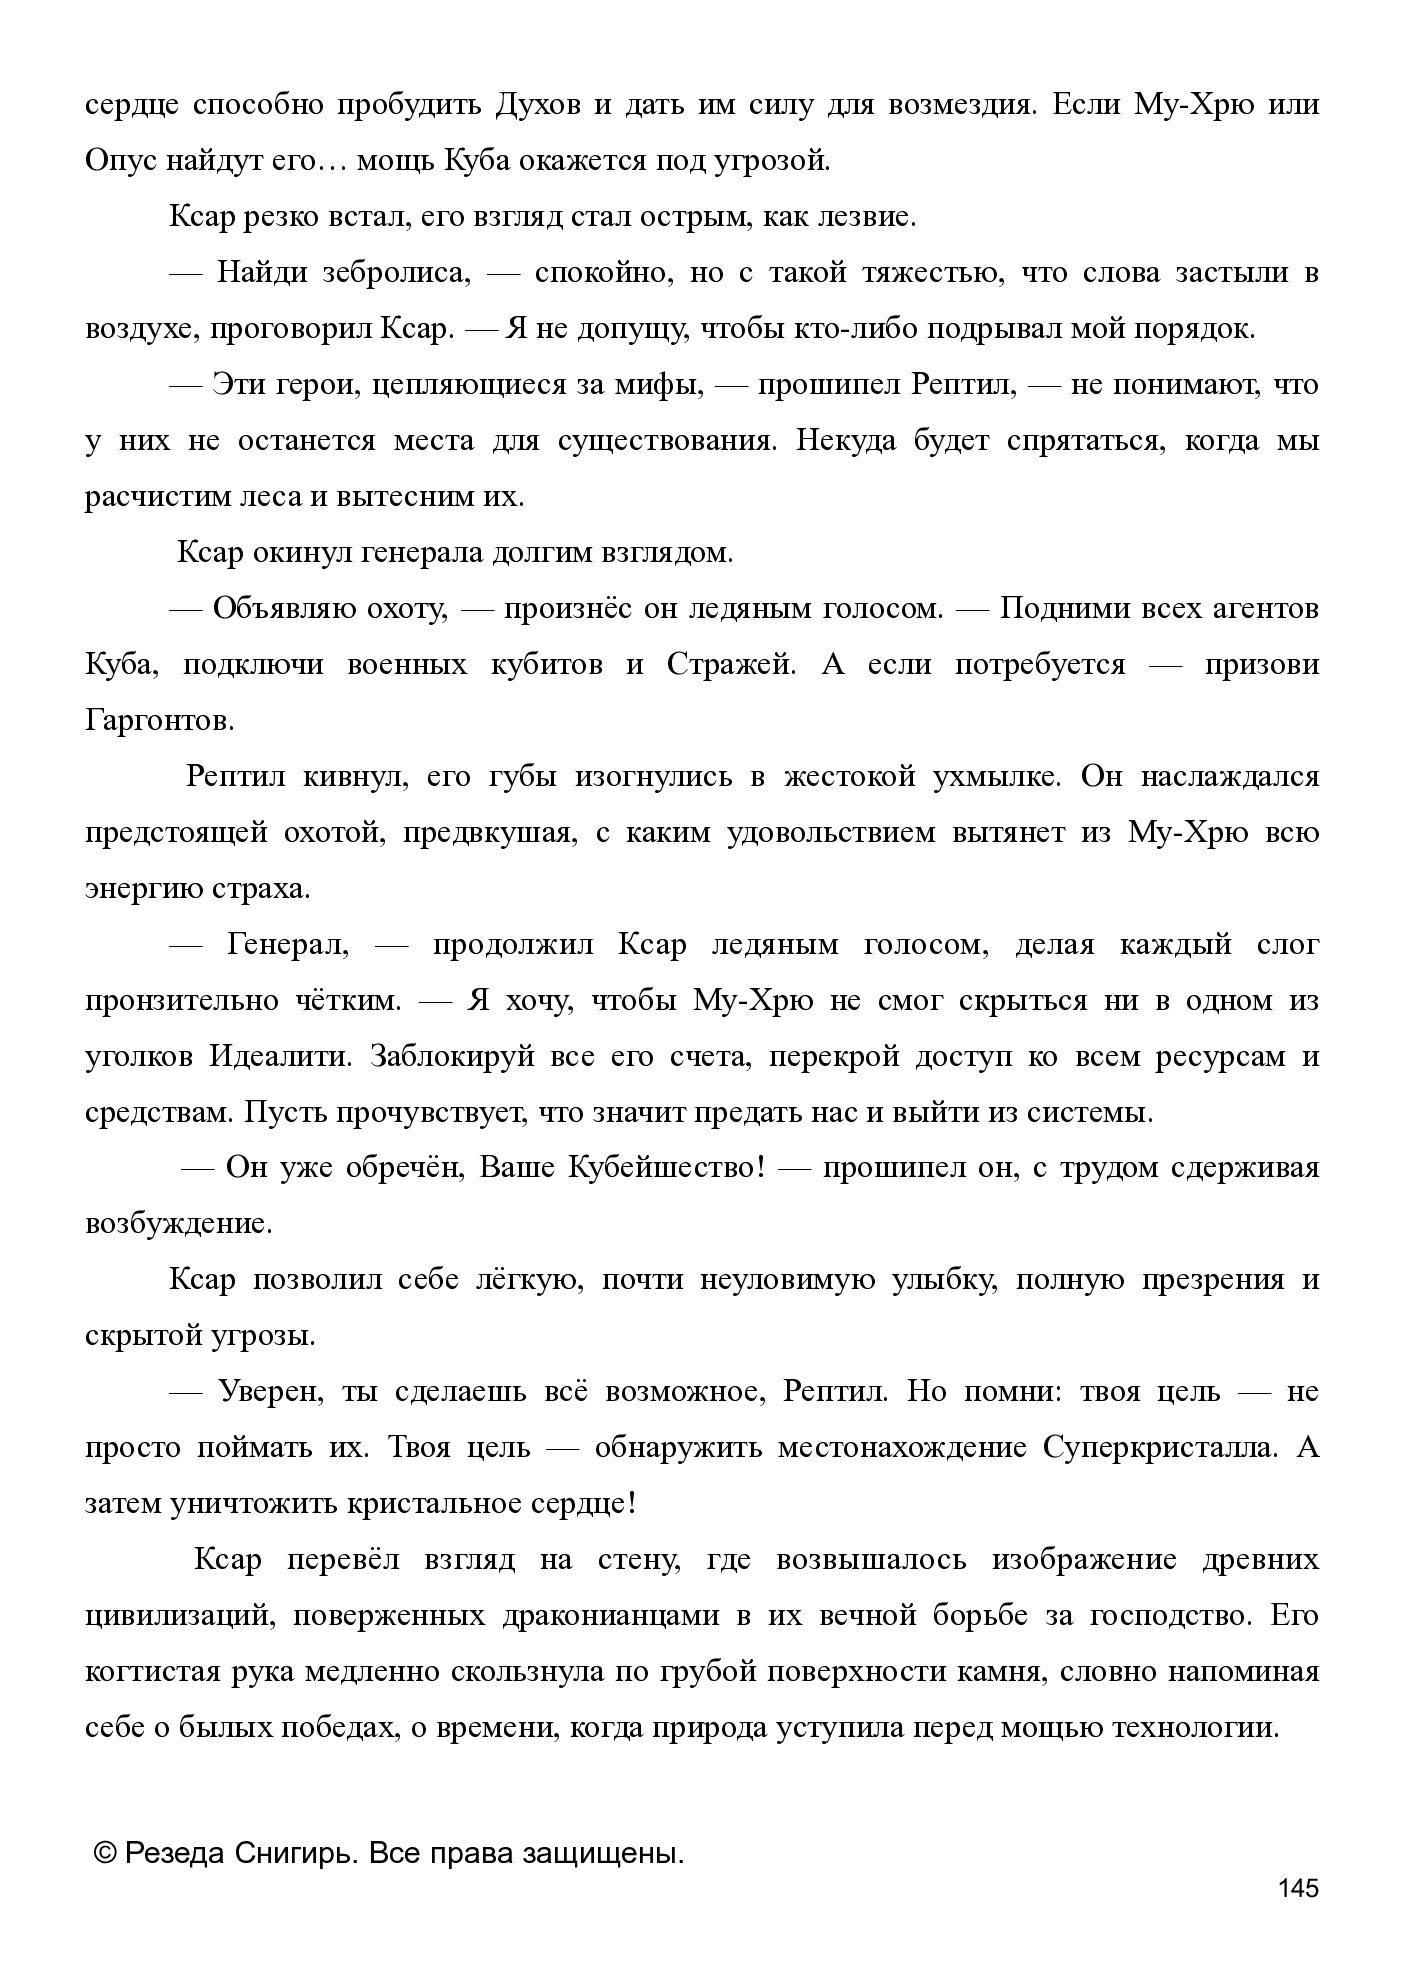 сердце способно пробудить Духов и дать им силу для возмездия. Если Му-Хрю или
Опус найдут его… мощь Куба окажется под угрозой.
Ксар резко встал, его взгляд стал острым, как лезвие.
— Найди зебролиса, — спокойно, но с такой тяжестью, что слова застыли в
воздухе, проговорил Ксар. — Я не допущу, чтобы кто-либо подрывал мой порядок.
— Эти герои, цепляющиеся за мифы, — прошипел Рептил, — не понимают, что
у них не останется места для существования. Некуда будет спрятаться, когда мы
расчистим леса и вытесним их.
Ксар окинул генерала долгим взглядом.
— Объявляю охоту, — произнёс он ледяным голосом. — Подними всех агентов
Куба, подключи военных кубитов и Стражей. А если потребуется — призови
Гаргонтов.
Рептил кивнул, его губы изогнулись в жестокой ухмылке. Он наслаждался
предстоящей охотой, предвкушая, с каким удовольствием вытянет из Му-Хрю всю
энергию страха.
— Генерал, — продолжил Ксар ледяным голосом, делая каждый слог
пронзительно чётким. — Я хочу, чтобы Му-Хрю не смог скрыться ни в одном из
уголков Идеалити. Заблокируй все его счета, перекрой доступ ко всем ресурсам и
средствам. Пусть прочувствует, что значит предать нас и выйти из системы.
— Он уже обречён, Ваше Кубейшество! — прошипел он, с трудом сдерживая
возбуждение.
Ксар позволил себе лёгкую, почти неуловимую улыбку, полную презрения и
скрытой угрозы.
— Уверен, ты сделаешь всё возможное, Рептил. Но помни: твоя цель — не
просто поймать их. Твоя цель — обнаружить местонахождение Суперкристалла. А
затем уничтожить кристальное сердце!
Ксар перевёл взгляд на стену, где возвышалось изображение древних
цивилизаций, поверженных драконианцами в их вечной борьбе за господство. Его
когтистая рука медленно скользнула по грубой поверхности камня, словно напоминая
себе о былых победах, о времени, когда природа уступила перед мощью технологии.
© Резеда Снигирь. Все права защищены.
145